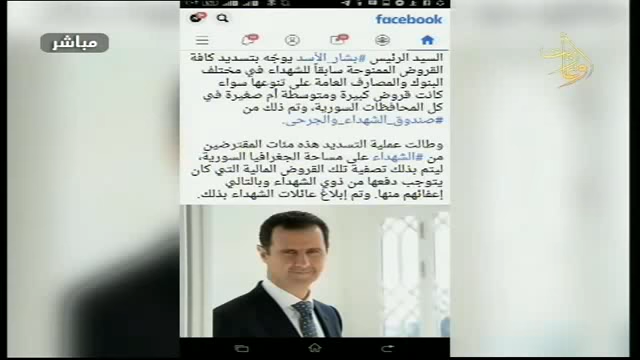 مباشر
facebook
السيد الرئيس #بشار_الأسد يوجّه بتسديد كافة
القروض الممنوحة سابقاً للشهداء في مختلف
البنوك والمصارف العامة على تنوعها سواء
كانت قروض كبيرة ومتوسطة أم صغيرة في
كل المحافظات السورية، وتم ذلك من
#صندوق_الشهداء_والجرحى.
وطالت عملية التسديد هذه مئات المقترضين
من #الشهداء على مساحة الجغرافيا السورية،
ليتم بذلك تصفية تلك القروض المالية التي كان
يتوجب دفعها من ذوي الشهداء وبالتالي
إعفائهم منها. وتم إبلاغ عائلات الشهداء بذلك.